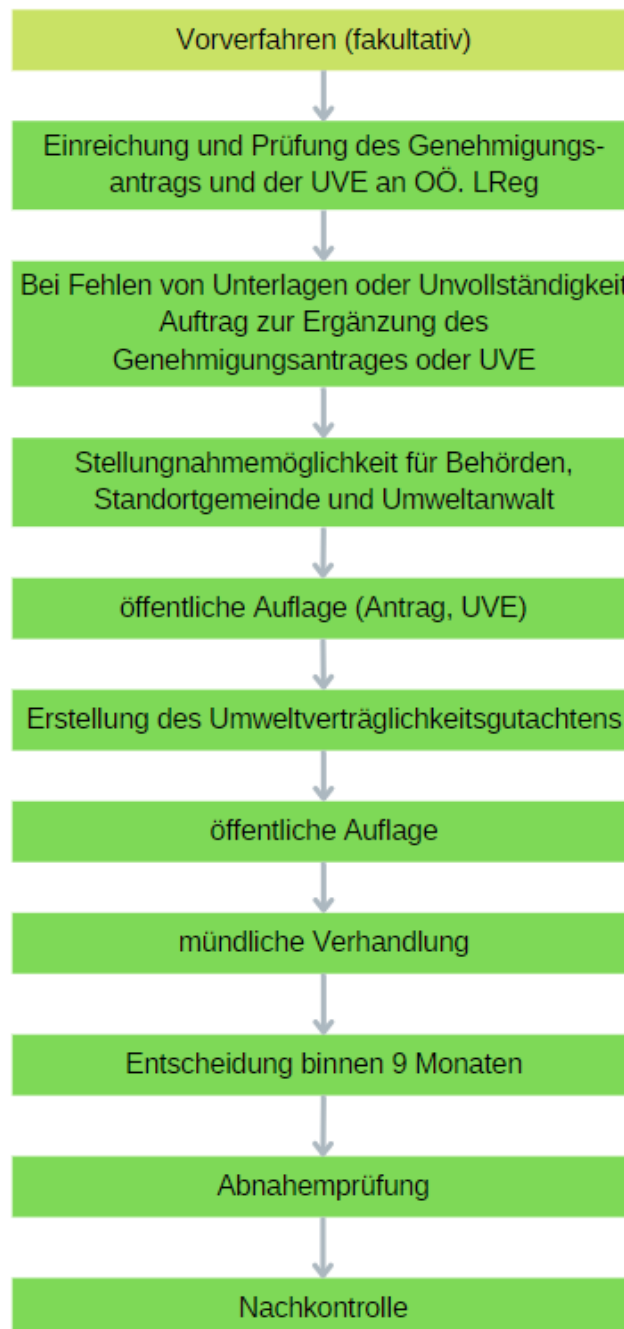 Vorverfahren (fakultativ)
Einreichung und Prüfung des Genehmigungs-
antrags und der UVE an OÖ. LReg
Bei Fehlen von Unterlagen oder Unvollständigkeit
Auftrag zur Ergänzung des
Genehmigungsantrages oder UVE
Stellungnahmemöglichkeit für Behörden,
Standortgemeinde und Umweltanwalt
öffentliche Auflage (Antrag, UVE)
Erstellung des Umweltverträglichkeitsgutachtens
öffentliche Auflage
mündliche Verhandlung
Entscheidung binnen 9 Monaten
Abnahemprüfung
Nachkontrolle